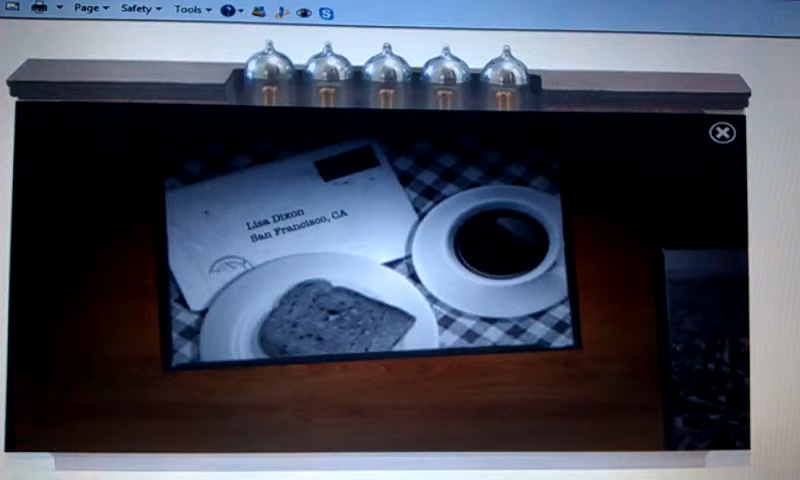 Page
Safety
Tools
Lisa Dixon
San Francisco, CA